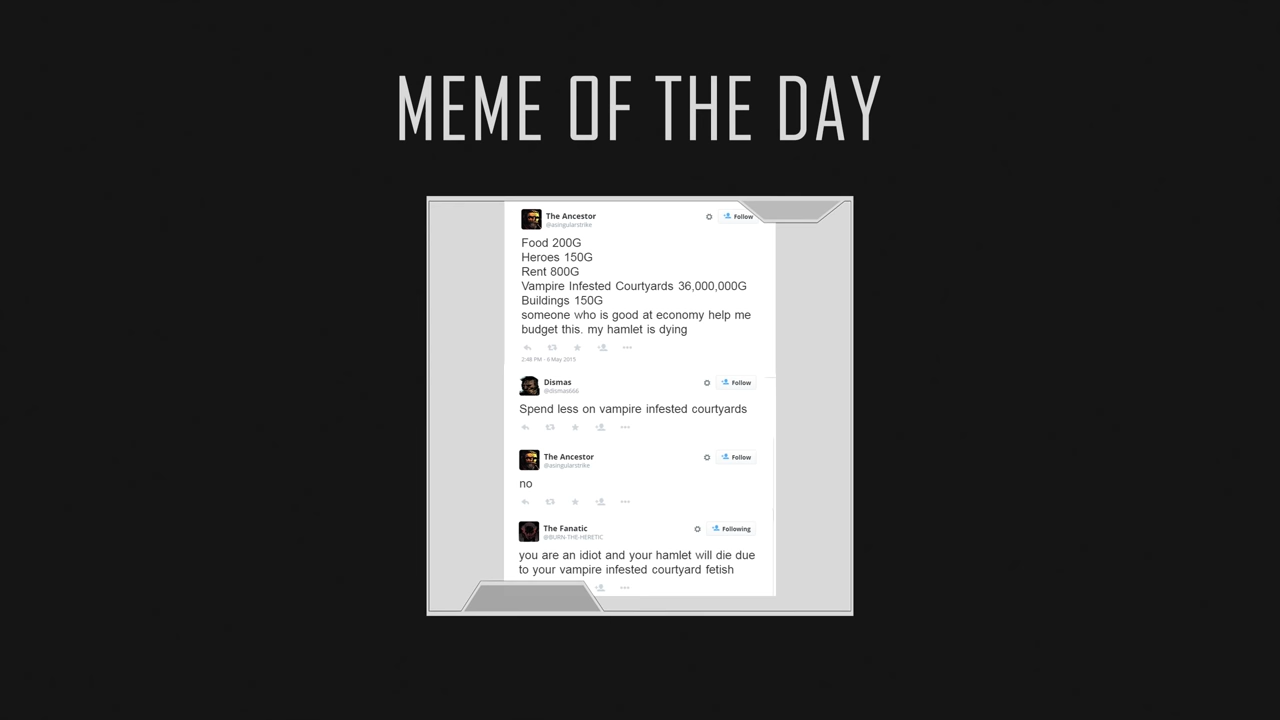 MEME OF THE DAY
The Ancestor
Follow
@asingularstrike
Food 200G
Heroes 150G
Rent 800G
Vampire Infested Courtyards 36,000,000G
Buildings 150G
someone who is good at economy help me
budget this. my hamlet is dying
2:48 PM - 6 May 2015
Dismas
Follow
@dismas666
Spend less on vampire infested courtyards
The Ancestor
Follow
@asingularstrike
no
The Fanatic
Following
@BURN-THE-HERETIC
you are an idiot and your hamlet will die due
to your vampire infested courtyard fetish